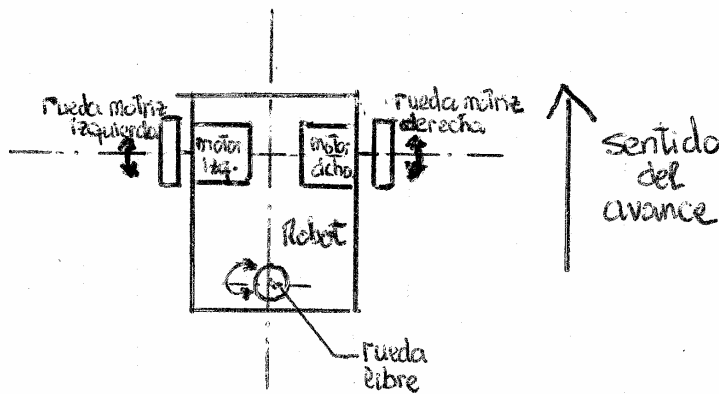 rueda motriz
izquierda
motor
izq.
motor
dcho.
rueda motriz
derecha
sentido
del
avance
Robot
rueda
libre